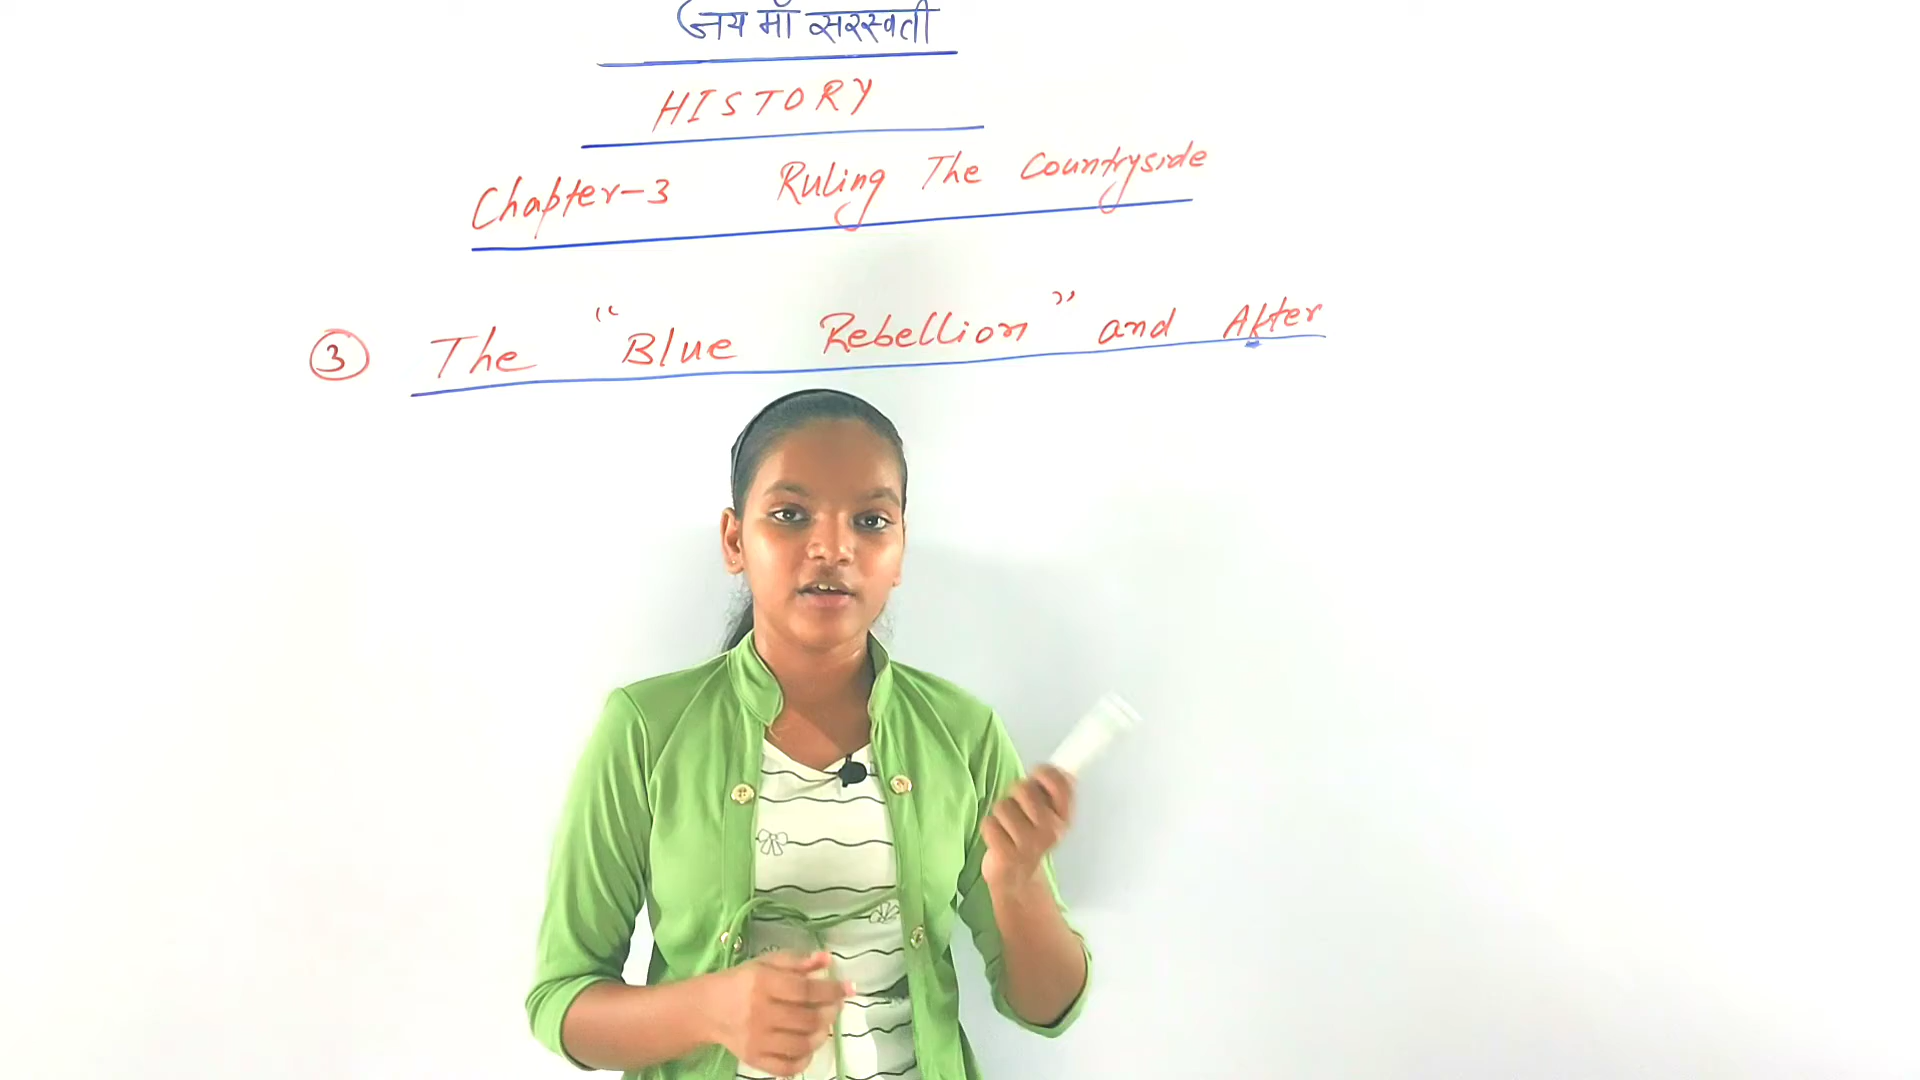 जय माँ सरस्वती
HISTORY
Chapter-3 Ruling The Countryside
3 The "Blue Rebellion" and After